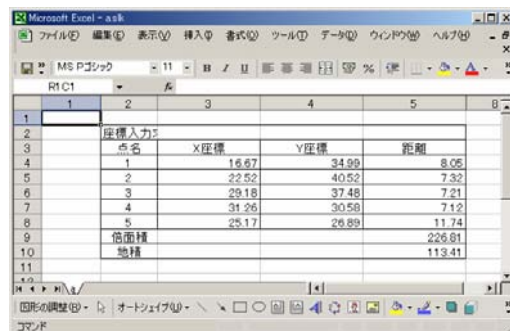 Microsoft Excel - a.slk
ファイル(F) 編集(E) 表示(V) 挿入(I) 書式(O) ツール(T) データ(D) ウィンドウ(W) ヘルプ(H)
MS Pゴシック 11 B I U %
R1C1 fx
1 2 3 4 5 6
1
2 座標入力
3 点名 X座標 Y座標 距離
4 1 16.67 34.99 8.05
5 2 22.52 40.52 7.32
6 3 29.18 37.48 7.21
7 4 31.26 30.58 7.12
8 5 25.17 26.89 11.74
9 倍面積 226.81
10 地積 113.41
11
図形の調整(R) オートシェイプ(U)
コマンド